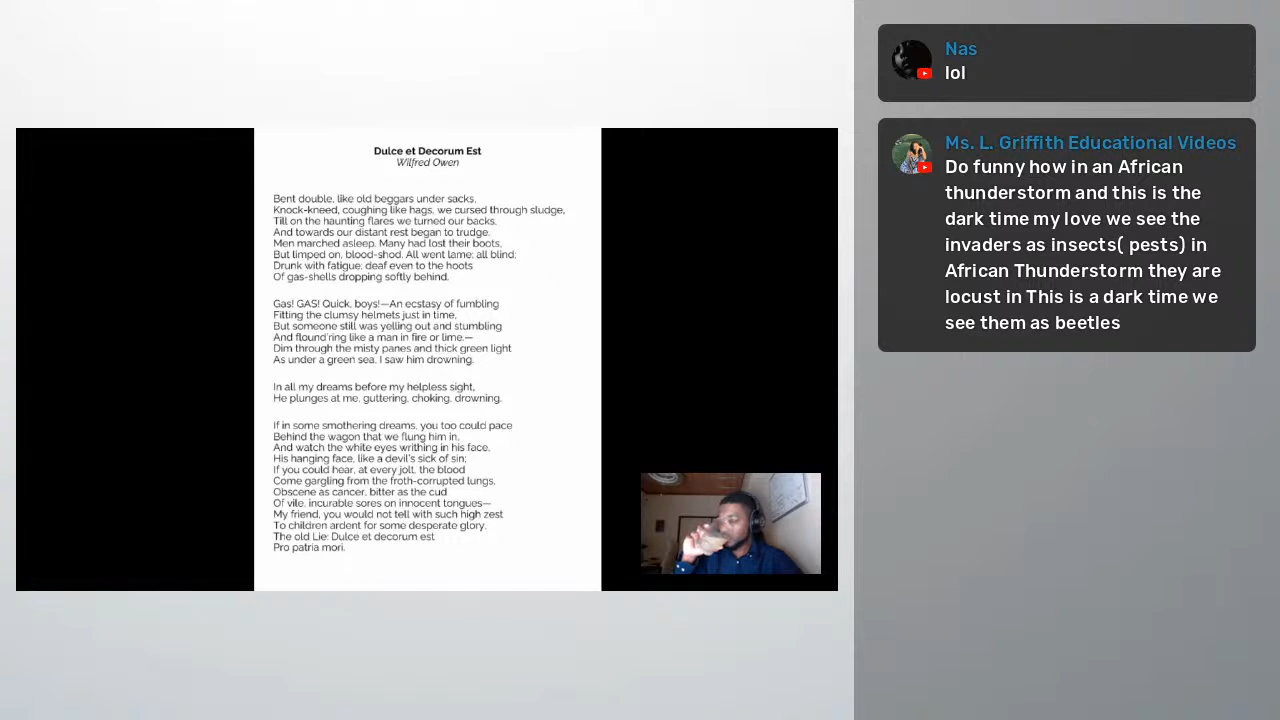 Dulce et Decorum Est
Wilfred Owen
Bent double, like old beggars under sacks,
Knock-kneed, coughing like hags, we cursed through sludge,
Till on the haunting flares we turned our backs,
And towards our distant rest began to trudge.
Men marched asleep. Many had lost their boots,
But limped on, blood-shod. All went lame; all blind;
Drunk with fatigue; deaf even to the hoots
Of gas-shells dropping softly behind.
Gas! GAS! Quick, boys!—An ecstasy of fumbling
Fitting the clumsy helmets just in time,
But someone still was yelling out and stumbling
And flound'ring like a man in fire or lime.—
Dim through the misty panes and thick green light
As under a green sea, I saw him drowning.
In all my dreams before my helpless sight,
He plunges at me, guttering, choking, drowning.
If in some smothering dreams, you too could pace
Behind the wagon that we flung him in,
And watch the white eyes writhing in his face,
His hanging face, like a devil's sick of sin;
If you could hear, at every jolt, the blood
Come gargling from the froth-corrupted lungs,
Obscene as cancer, bitter as the cud
Of vile, incurable sores on innocent tongues—
My friend, you would not tell with such high zest
To children ardent for some desperate glory,
The old Lie: Dulce et decorum est
Pro patria mori.
Nas
lol
Ms. L. Griffith Educational Videos
Do funny how in an African
thunderstorm and this is the
dark time my love we see the
invaders as insects( pests) in
African Thunderstorm they are
locust in This is a dark time we
see them as beetles